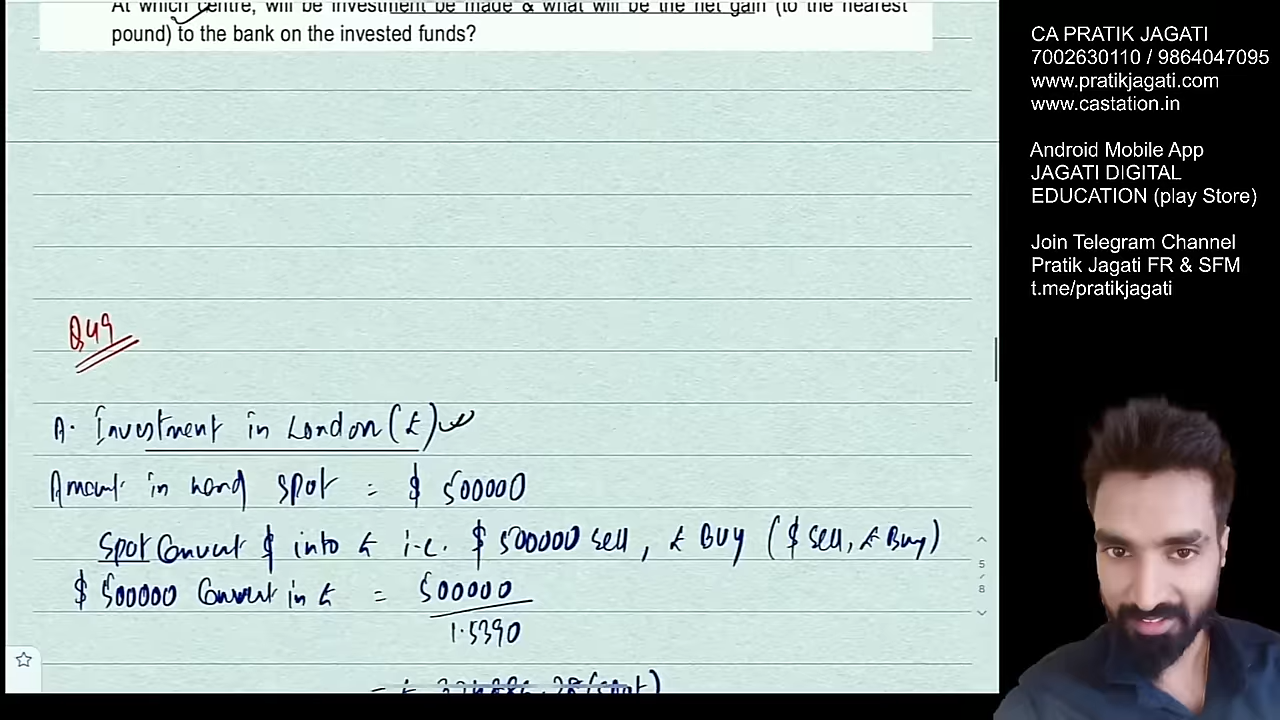 At which centre, will be investment be made & what will be the net gain (to the nearest
pound) to the bank on the invested funds?
Q49
A. Investment in London (£)
Amount in hand spot = $ 500000
Spot Convert $ into £ i.e. $ 500000 sell, £ Buy ($ sell, £ Buy)
$ 500000 Convert in £ = 500000
1.5390
= £
(spot)
5
/
8
CA PRATIK JAGATI
7002630110 / 9864047095
www.pratikjagati.com
www.castation.in
Android Mobile App
JAGATI DIGITAL
EDUCATION (play Store)
Join Telegram Channel
Pratik Jagati FR & SFM
t.me/pratikjagati